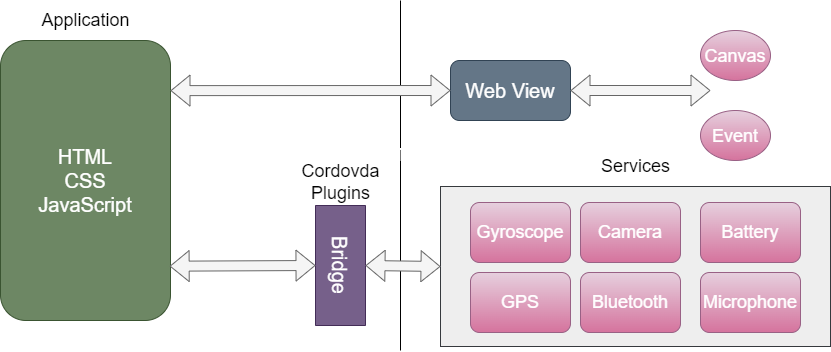 Application
HTML
CSS
JavaScript
Web View
Canvas
Event
Cordovda
Plugins
Bridge
Services
Gyroscope
Camera
Battery
GPS
Bluetooth
Microphone